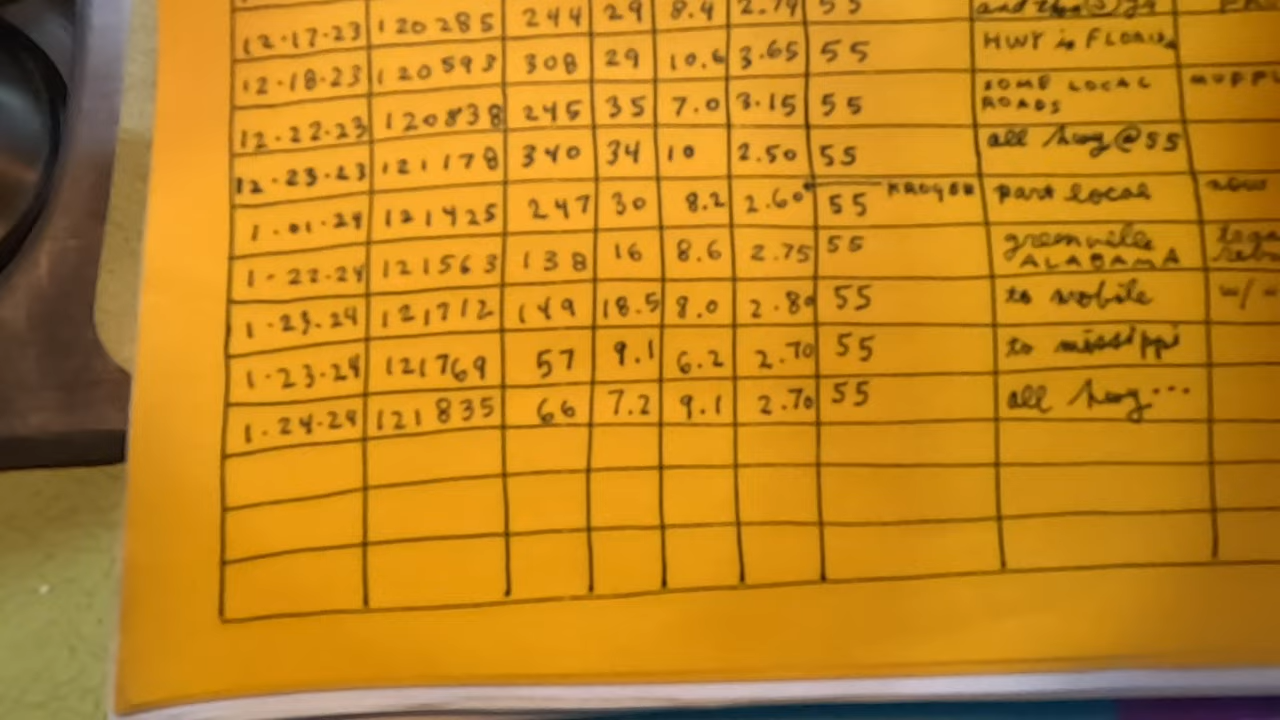 12.17.23 120285 244 29 8.4 2.79 55
12.18.23 120593 308 29 10.6 3.65 55 HWY in FLORIDA
12.22.23 120838 245 35 7.0 3.15 55 SOME LOCAL ROADS
12.23.23 121178 340 34 10 2.50 55 all hwy @ 55
1.01.24 121425 247 30 8.2 2.60 55 KROGER part local now
1.22.24 121563 138 16 8.6 2.75 55 greenville ALABAMA
1.23.24 121712 149 18.5 8.0 2.80 55 to mobile w/
1.23.24 121769 57 9.1 6.2 2.70 55 to missippi
1.24.24 121835 66 7.2 9.1 2.70 55 all hwy...